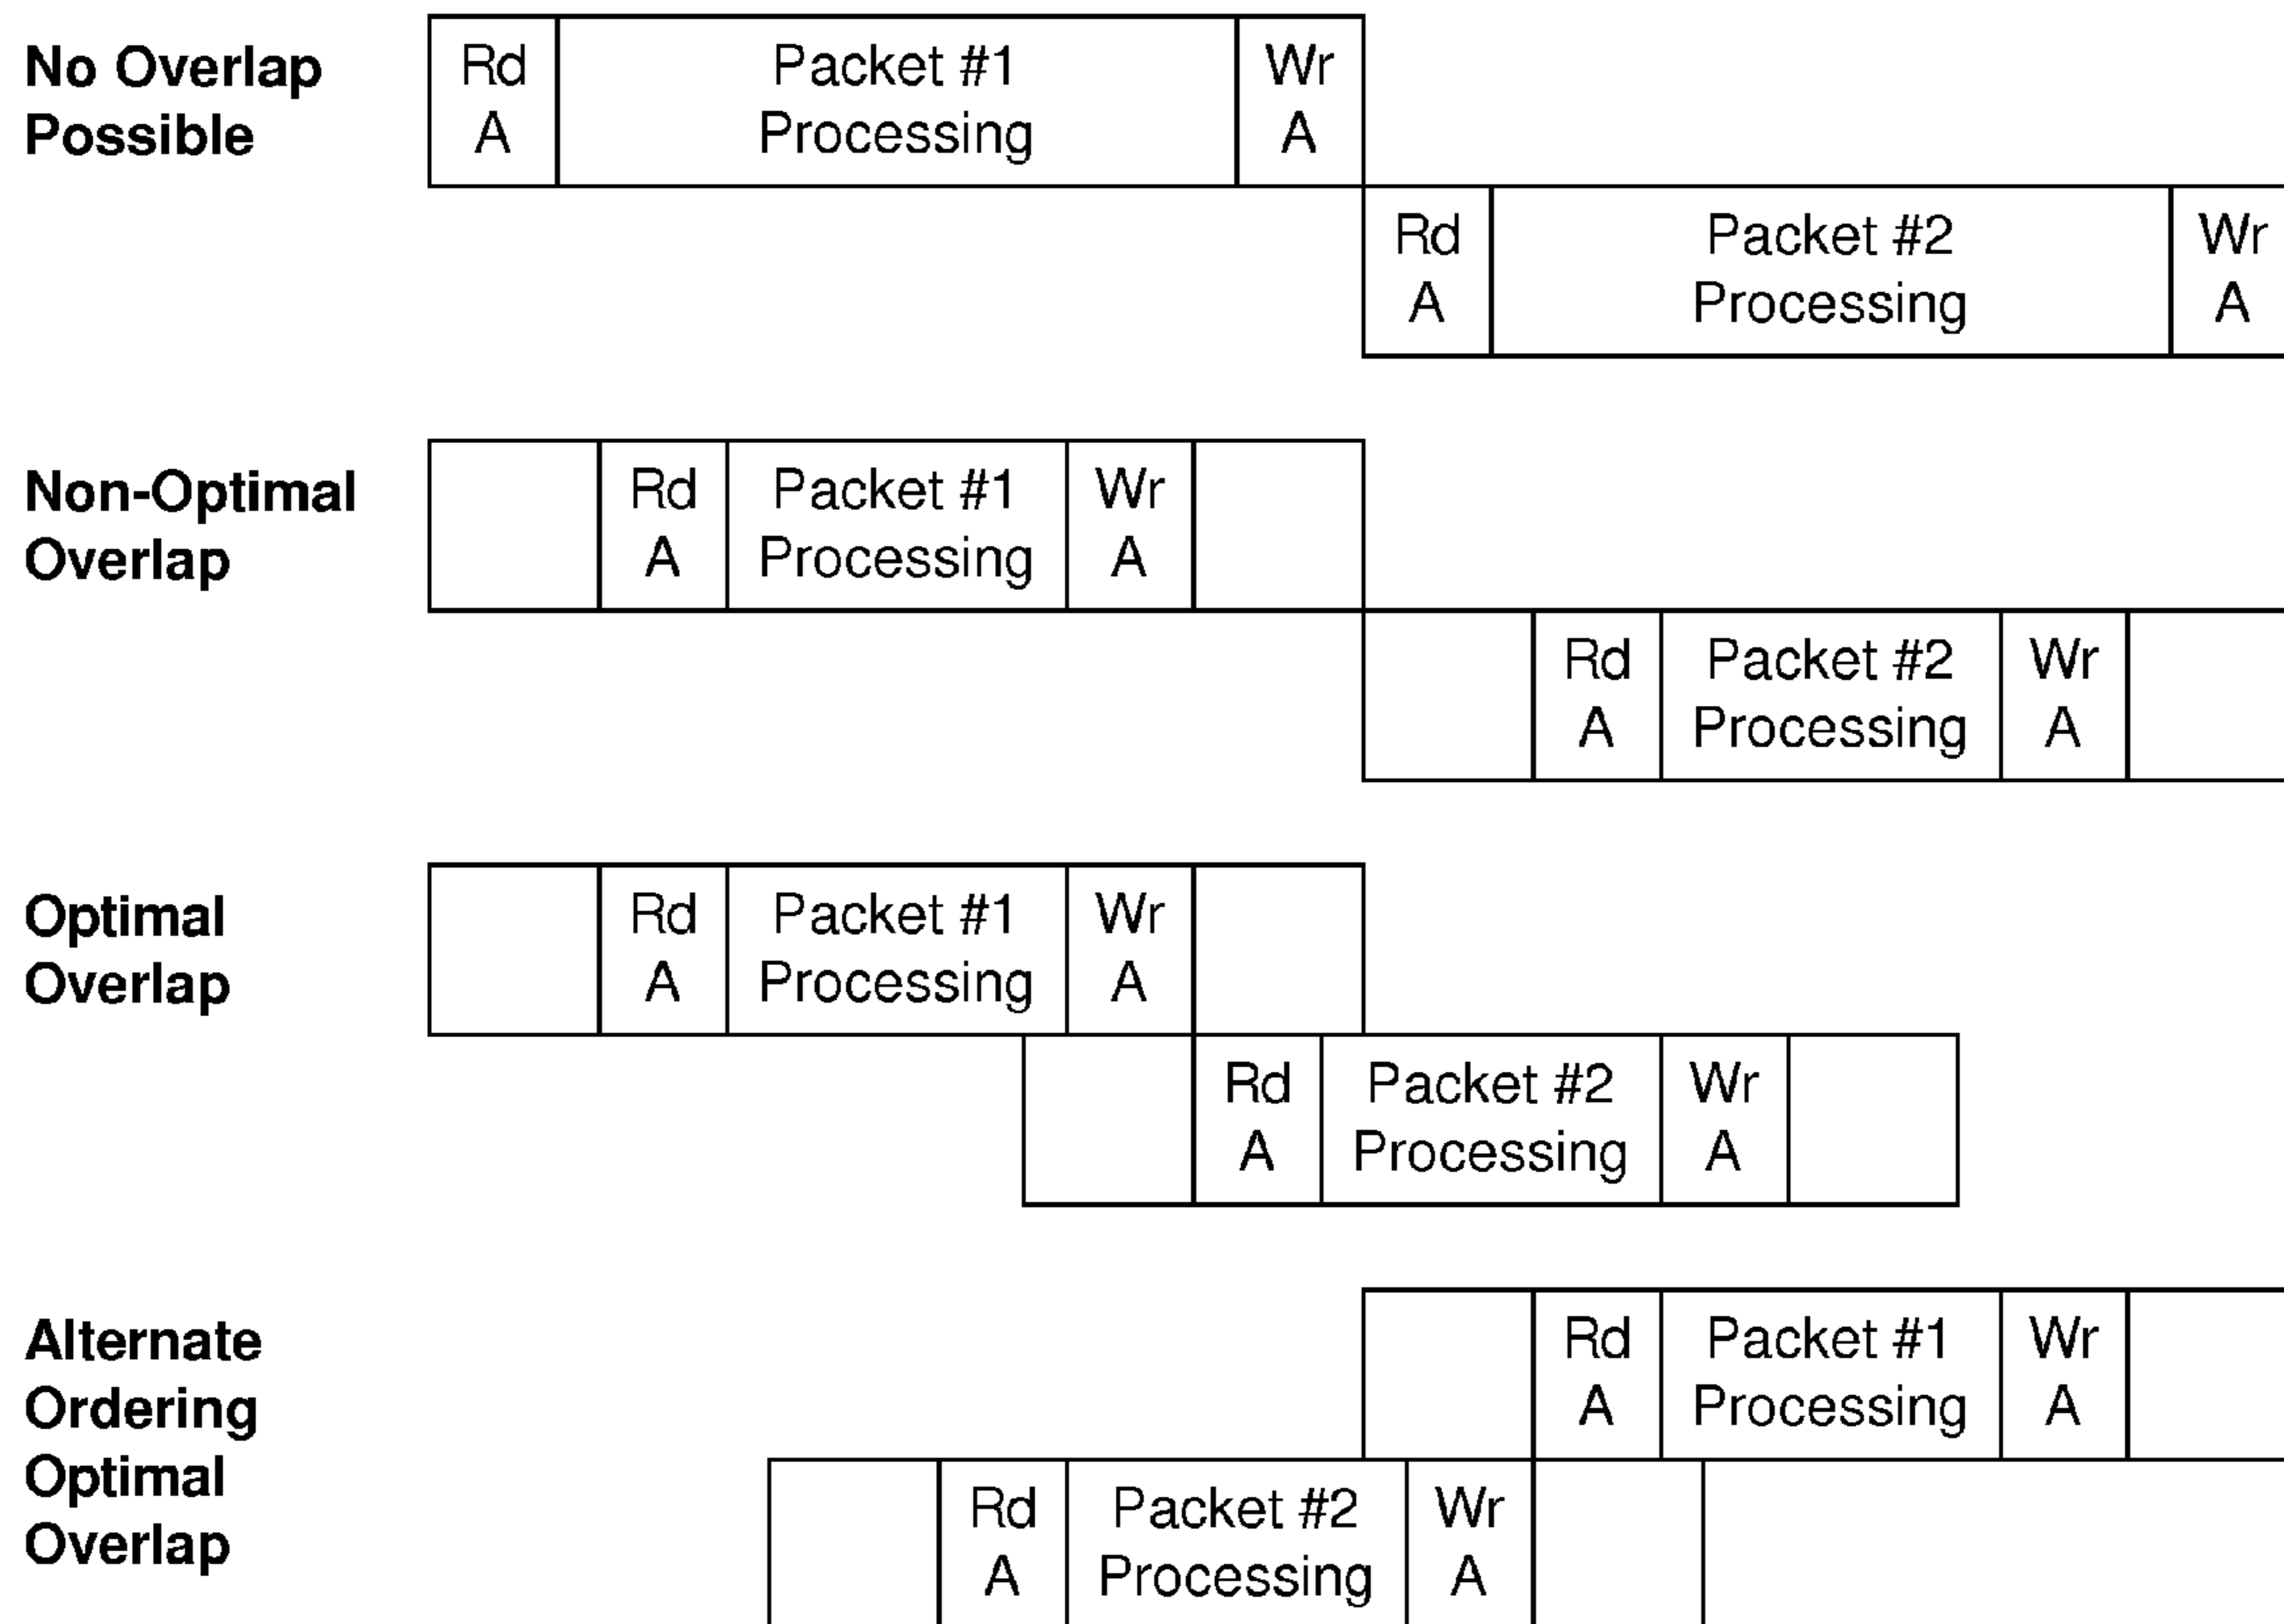 No Overlap
Possible
Rd
A
Packet #1
Processing
Wr
A
Rd
A
Packet #2
Processing
Wr
A
Non-Optimal
Overlap
Rd
A
Packet #1
Processing
Wr
A
Rd
A
Packet #2
Processing
Wr
A
Optimal
Overlap
Rd
A
Packet #1
Processing
Wr
A
Rd
A
Packet #2
Processing
Wr
A
Alternate
Ordering
Optimal
Overlap
Rd
A
Packet #1
Processing
Wr
A
Rd
A
Packet #2
Processing
Wr
A